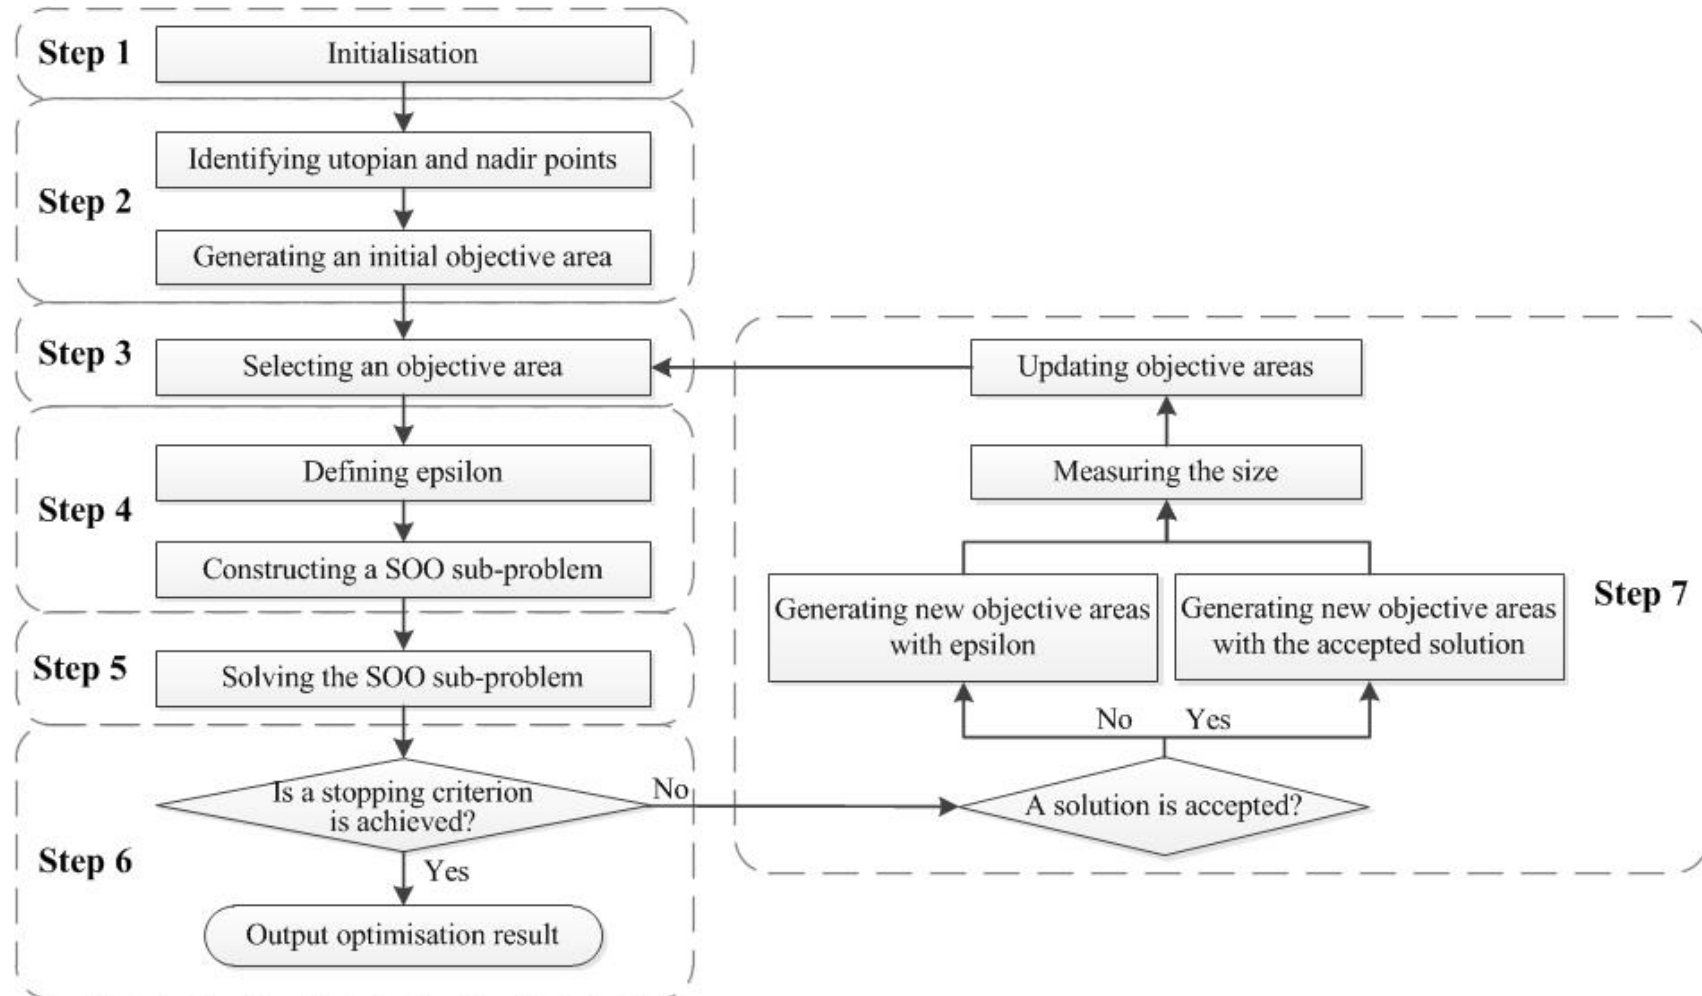 Step 1
Initialisation
Step 2
Identifying utopian and nadir points
Generating an initial objective area
Step 3
Selecting an objective area
Updating objective areas
Step 4
Defining epsilon
Measuring the size
Constructing a SOO sub-problem
Generating new objective areas
with epsilon
Generating new objective areas
with the accepted solution
Step 7
Step 5
Solving the SOO sub-problem
No
Yes
Step 6
Is a stopping criterion
is achieved?
No
A solution is accepted?
Yes
Output optimisation result